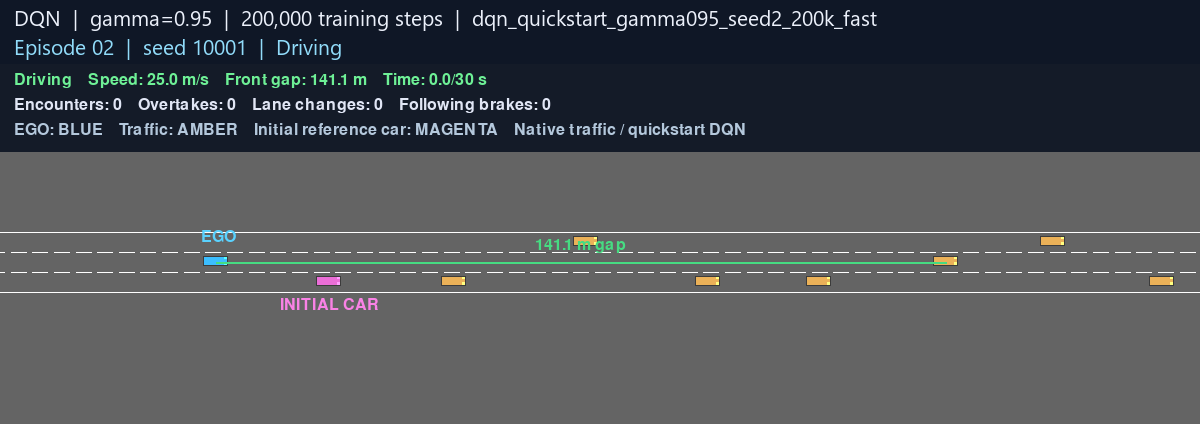 DQN | gamma=0.95 | 200,000 training steps | dqn_quickstart_gamma095_seed2_200k_fast
Episode 02 | seed 10001 | Driving
Driving Speed: 25.0 m/s Front gap: 141.1 m Time: 0.0/30 s
Encounters: 0 Overtakes: 0 Lane changes: 0 Following brakes: 0
EGO: BLUE Traffic: AMBER Initial reference car: MAGENTA Native traffic / quickstart DQN
EGO
141.1 m gap
INITIAL CAR